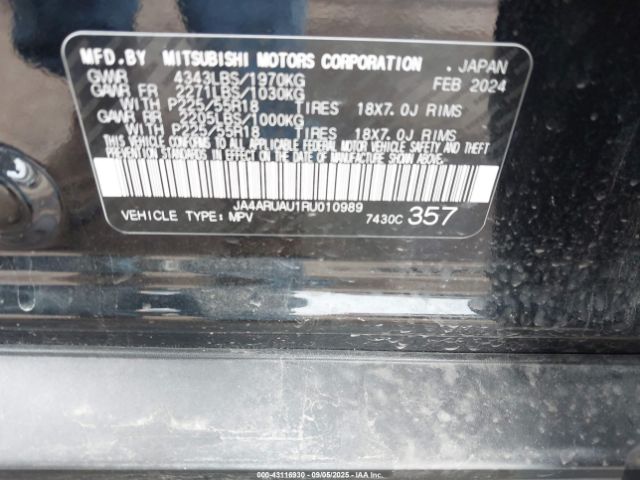 MFD.BY MITSUBISHI MOTORS CORPORATION . JAPAN
GVWR 4343LBS/1970KG FEB 2024
GAWR FR 2271LBS/1030KG
WITH P225/55R18 TIRES 18X7.0J RIMS
GAWR RR 2205LBS/1000KG
WITH P225/55R18 TIRES 18X7.0J RIMS
THIS VEHICLE CONFORMS TO ALL APPLICABLE FEDERAL MOTOR VEHICLE SAFETY AND THEFT
PREVENTION STANDARDS IN EFFECT ON THE DATE OF MANUFACTURE SHOWN ABOVE.
JA4ARUAU1RU010989
VEHICLE TYPE: MPV 7430C 357
000-43116930 - 09/05/2025 - IAA Inc.